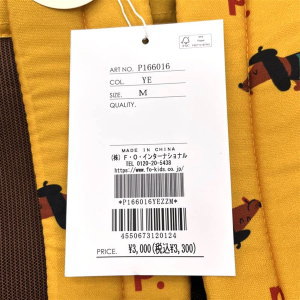 ART NO. P166016
COL. YE
SIZE. M
QUALITY.
MADE IN CHINA
(株)F・O・インターナショナル
TEL 0120-20-5438
www.fo-kids.co.jp/
*P166016YEZZM*
4550673120124
PRICE. ¥3,000(税込¥3,300)
P.